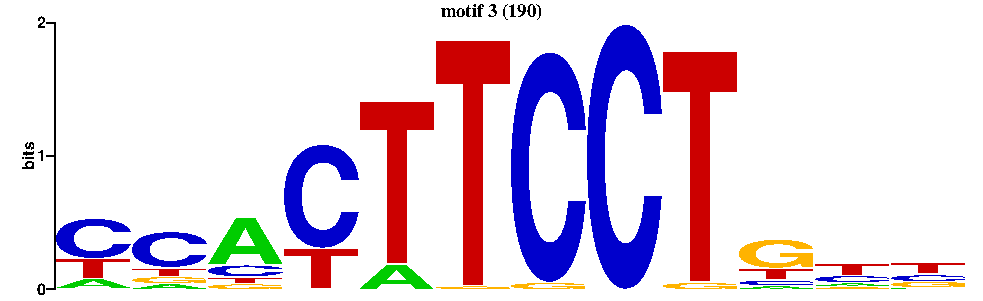 motif 3 (190)
bits
2
1
0
C C A C T T C C T G T T
T T C T A G G T C C
A G T C A G
A G A A